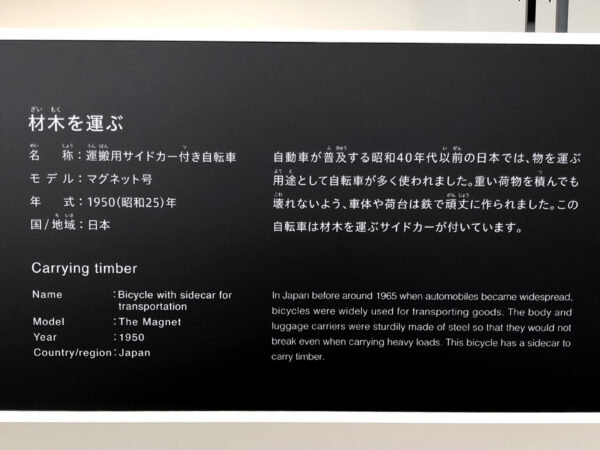 材木を運ぶ
名称：運搬用サイドカー付き自転車
モデル：マグネット号
年式：1950（昭和25）年
国/地域：日本
自動車が普及する昭和40年代以前の日本では、物を運ぶ
用途として自転車が多く使われました。重い荷物を積んでも
壊れないよう、車体や荷台は鉄で頑丈に作られました。この
自転車は材木を運ぶサイドカーが付いています。
Carrying timber
Name : Bicycle with sidecar for
transportation
Model : The Magnet
Year : 1950
Country/region : Japan
In Japan before around 1965 when automobiles became widespread,
bicycles were widely used for transporting goods. The body and
luggage carriers were sturdily made of steel so that they would not
break even when carrying heavy loads. This bicycle has a sidecar to
carry timber.